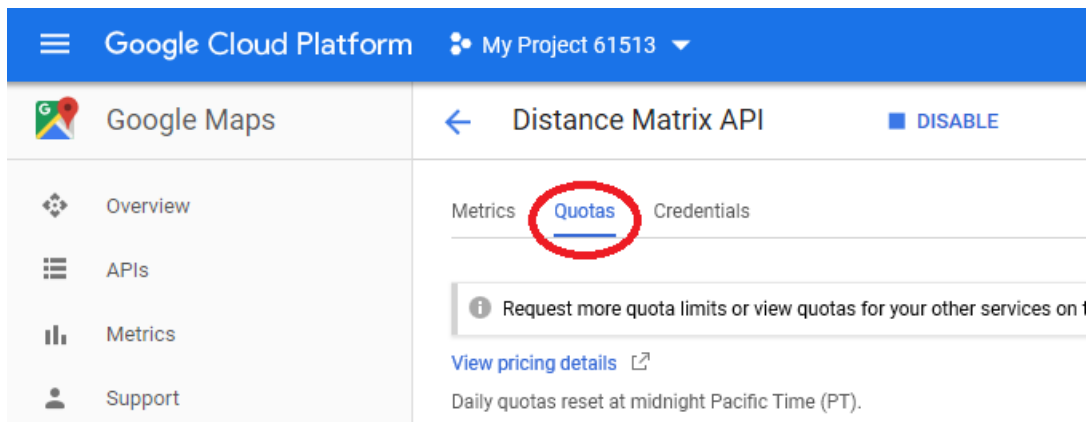 Google Cloud Platform My Project 61513
Google Maps
Distance Matrix API DISABLE
Overview
APIs
Metrics
Support
Metrics Quotas Credentials
Request more quota limits or view quotas for your other services on
View pricing details
Daily quotas reset at midnight Pacific Time (PT).